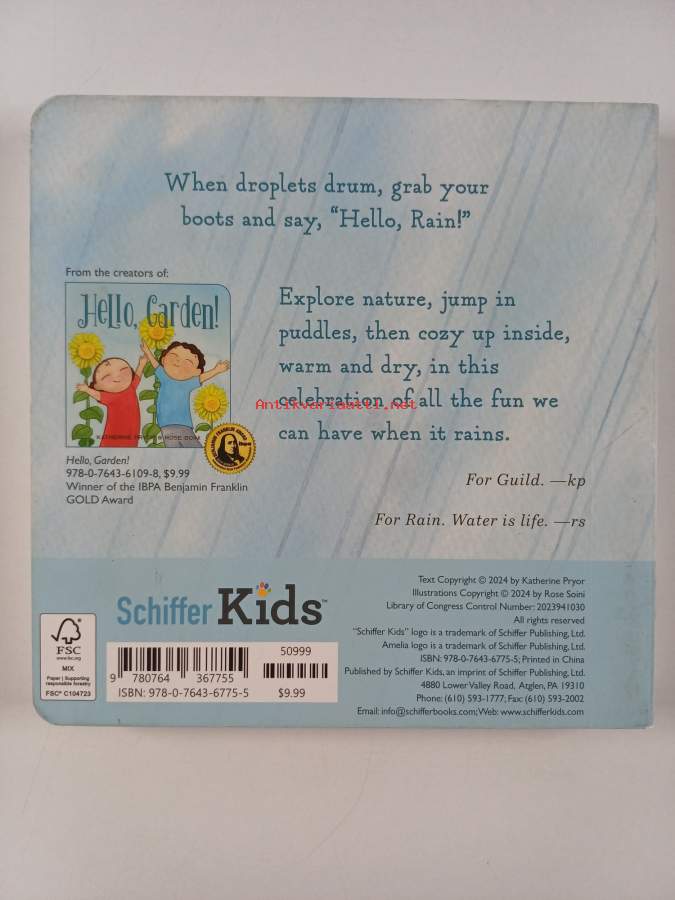 When droplets drum, grab your
boots and say, “Hello, Rain!”
From the creators of:
Hello, Garden!
KATHERINE PRYOR & ROSE SOINI
Hello, Garden!
978-0-7643-6109-8, $9.99
Winner of the IBPA Benjamin Franklin
GOLD Award
Explore nature, jump in
puddles, then cozy up inside,
warm and dry, in this
celebration of all the fun we
can have when it rains.
Antikvariaatti.net
For Guild. —kp
For Rain. Water is life. —rs
Schiffer Kids™
Text Copyright © 2024 by Katherine Pryor
Illustrations Copyright © 2024 by Rose Soini
Library of Congress Control Number: 2023941030
All rights reserved
“Schiffer Kids” logo is a trademark of Schiffer Publishing, Ltd.
Amelia logo is a trademark of Schiffer Publishing, Ltd.
ISBN: 978-0-7643-6775-5; Printed in China
Published by Schiffer Kids, an imprint of Schiffer Publishing, Ltd.
4880 Lower Valley Road, Atglen, PA 19310
Phone: (610) 593-1777; Fax: (610) 593-2002
Email: info@schifferbooks.com; Web: www.schifferkids.com
FSC
www.fsc.org
MIX
Paper | Supporting
responsible forestry
FSC® C104723
50999
9 780764 367755
ISBN: 978-0-7643-6775-5
$9.99